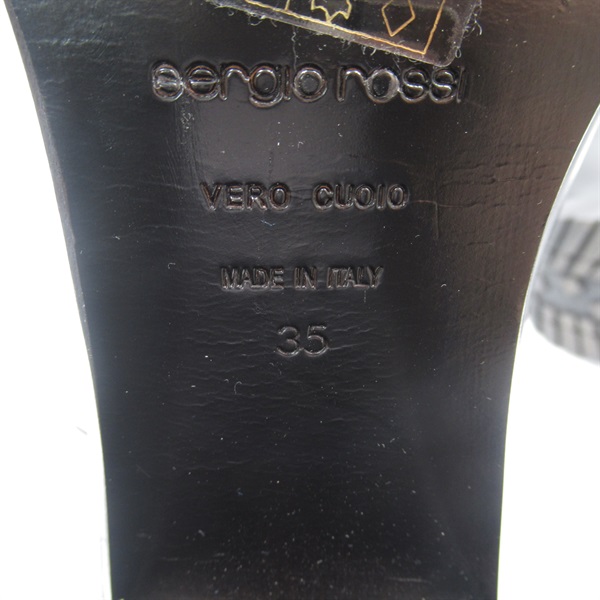 sergio rossi
VERO CUOIO
MADE IN ITALY
35